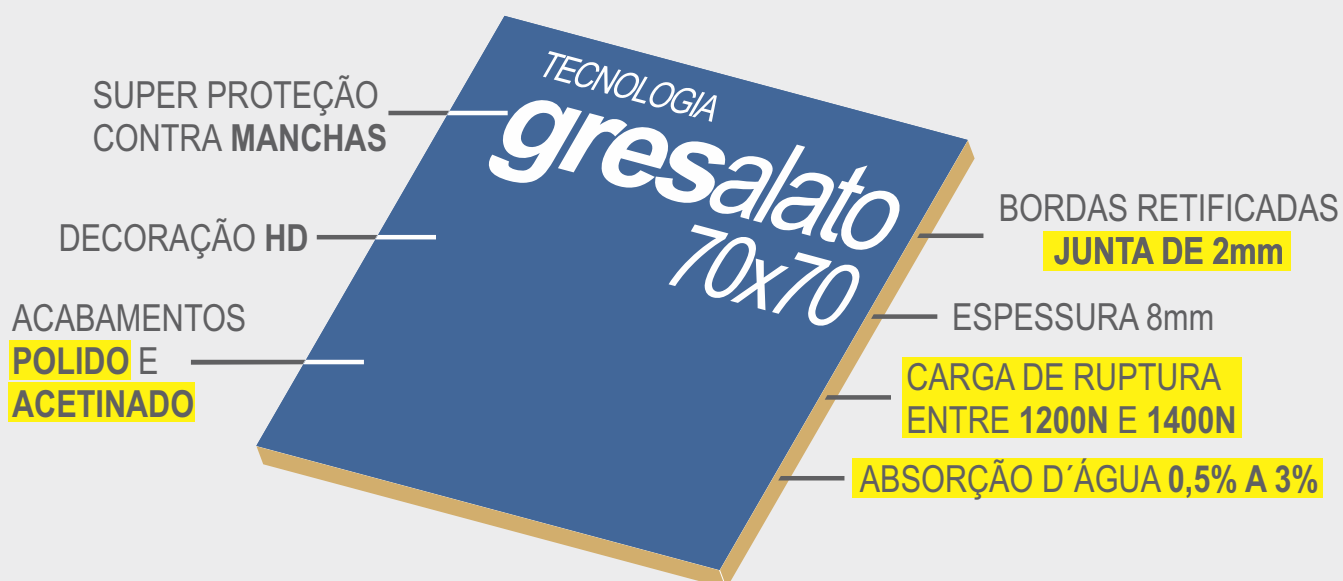 TECNOLOGIA
gresalato
70x70
SUPER PROTEÇÃO
CONTRA MANCHAS
DECORAÇÃO HD
ACABAMENTOS
POLIDO E
ACETINADO
BORDAS RETIFICADAS
JUNTA DE 2mm
ESPESSURA 8mm
CARGA DE RUPTURA
ENTRE 1200N E 1400N
ABSORÇÃO D´ÁGUA 0,5% A 3%